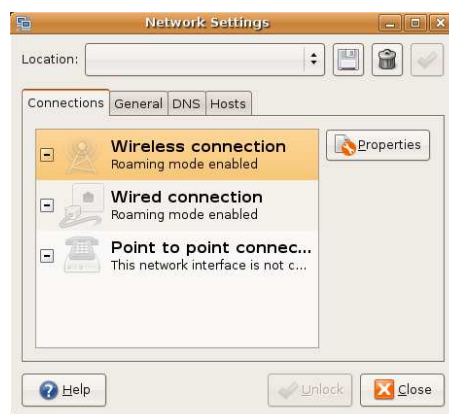 Network Settings
Location:
Connections General DNS Hosts
Wireless connection
Roaming mode enabled
Properties
Wired connection
Roaming mode enabled
Point to point connec...
This network interface is not c...
Help Unlock Close